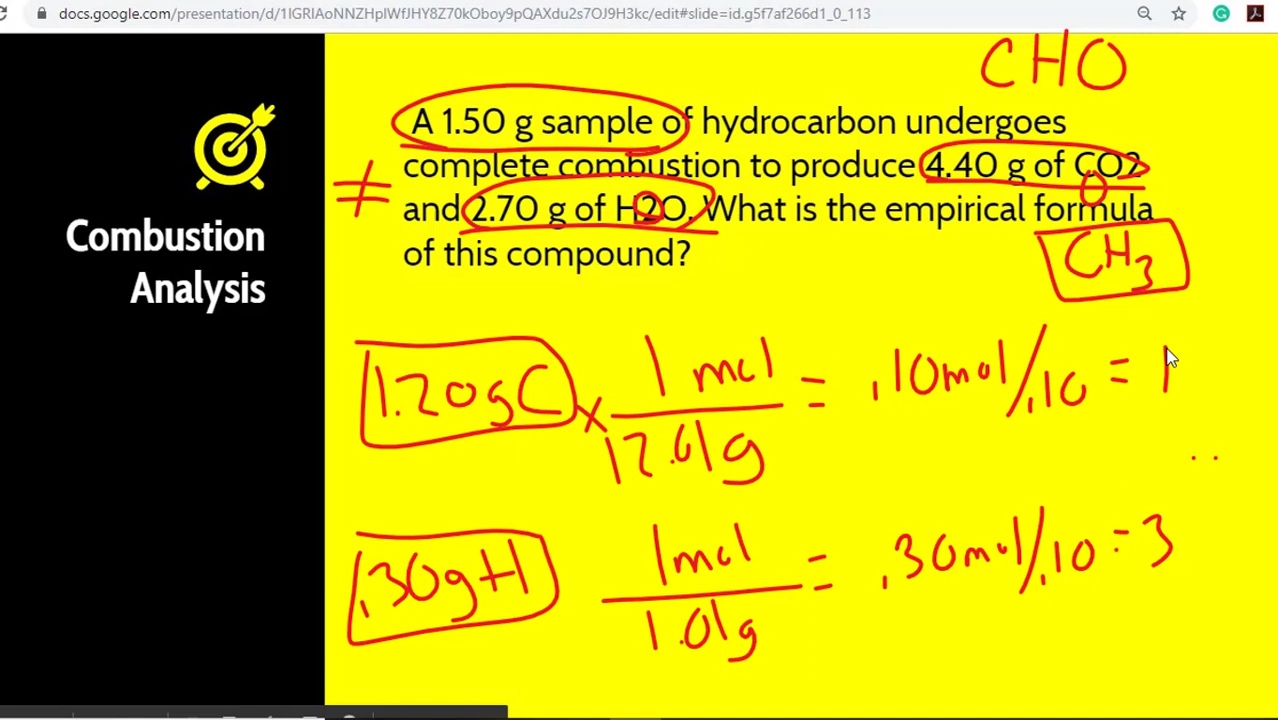 docs.google.com/presentation/d/1IGRIAoNNZHpIWfJHY8Z70kOboy9pQAXdu2s7OJ9H3kc/edit#slide=id.g5f7af266d1_0_113
Combustion
Analysis
CHO
A 1.50 g sample of hydrocarbon undergoes
complete combustion to produce 4.40 g of CO2
≠
and 2.70 g of H2O. What is the empirical formula
of this compound?
CH3
1.20gC × 1 mol / 12.01g = .10mol/.10 = 1
.30gH 1mol / 1.01g = .30mol/.10 = 3